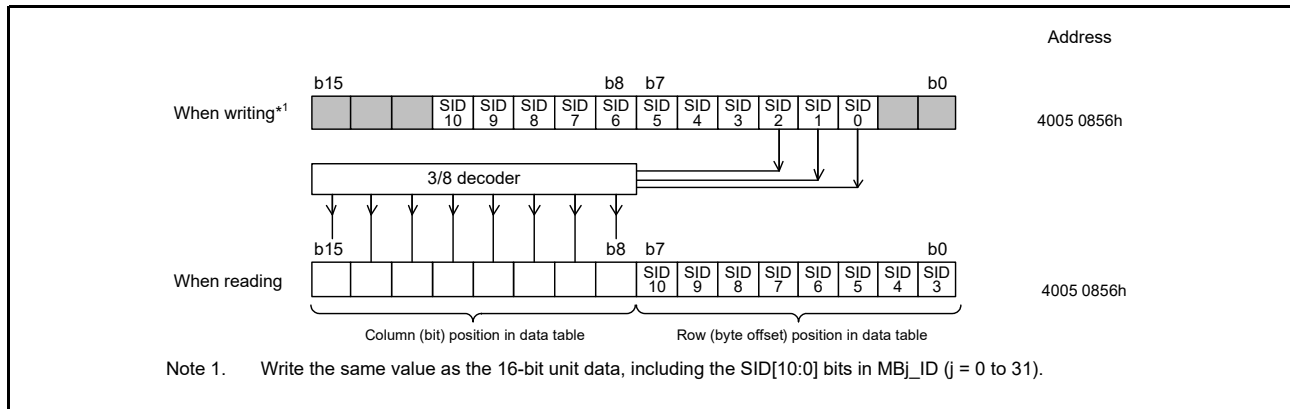 Address
b15 b8 b7 b0
When writing*1 SID 10 SID 9 SID 8 SID 7 SID 6 SID 5 SID 4 SID 3 SID 2 SID 1 SID 0 4005 0856h
3/8 decoder
b15 b8 b7 b0
When reading SID 10 SID 9 SID 8 SID 7 SID 6 SID 5 SID 4 SID 3 4005 0856h
Column (bit) position in data table Row (byte offset) position in data table
Note 1. Write the same value as the 16-bit unit data, including the SID[10:0] bits in MBj_ID (j = 0 to 31).